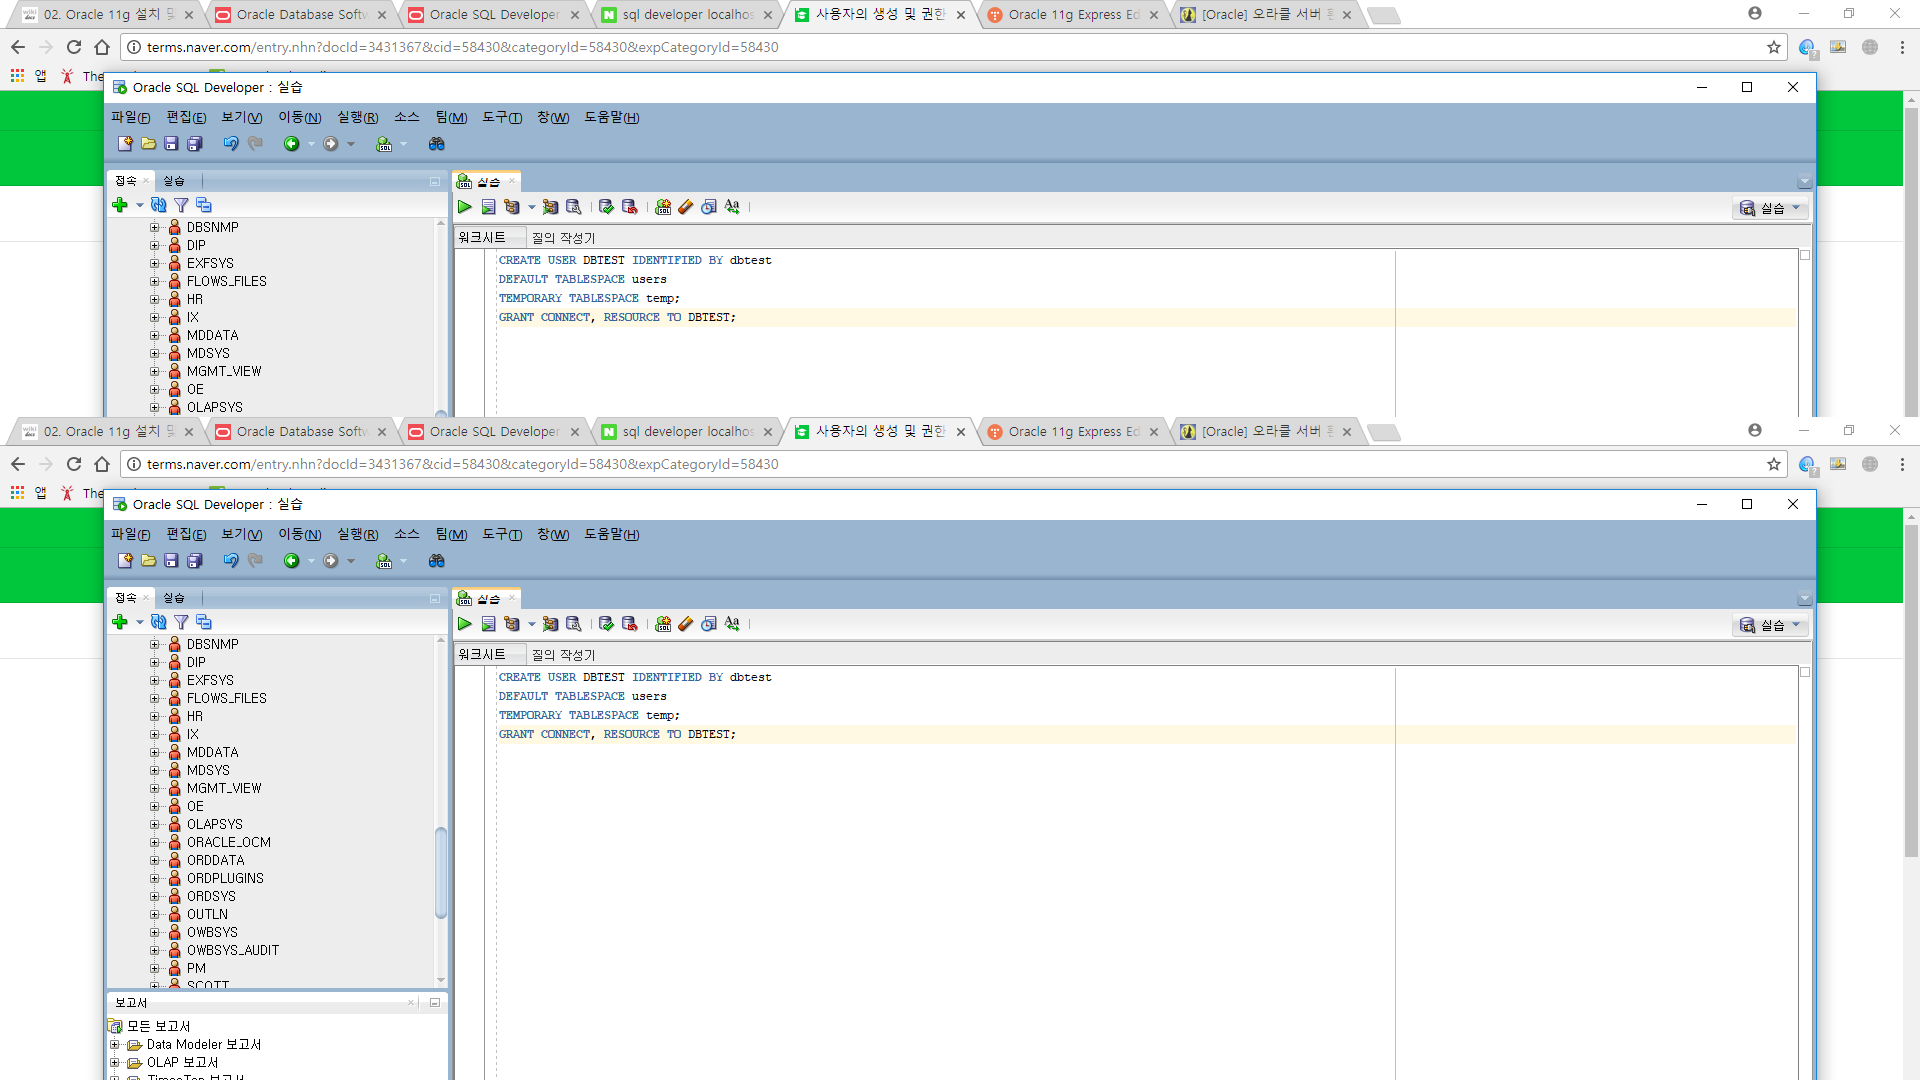 02. Oracle 11g 설치 및
Oracle Database Softw
Oracle SQL Developer
sql developer localhos
사용자의 생성 및 권한
Oracle 11g Express Ed
[Oracle] 오라클 서버
terms.naver.com/entry.nhn?docId=3431367&cid=58430&categoryId=58430&expCategoryId=58430
앱
The
Oracle SQL Developer : 실습
파일(F) 편집(E) 보기(V) 이동(N) 실행(R) 소스 팀(M) 도구(T) 창(W) 도움말(H)
접속 실습
실습
실습
워크시트 질의 작성기
DBSNMP
DIP
EXFSYS
FLOWS_FILES
HR
IX
MDDATA
MDSYS
MGMT_VIEW
OE
OLAPSYS
CREATE USER DBTEST IDENTIFIED BY dbtest
DEFAULT TABLESPACE users
TEMPORARY TABLESPACE temp;
GRANT CONNECT, RESOURCE TO DBTEST;
02. Oracle 11g 설치 및
Oracle Database Softw
Oracle SQL Developer
sql developer localhos
사용자의 생성 및 권한
Oracle 11g Express Ed
[Oracle] 오라클 서버
terms.naver.com/entry.nhn?docId=3431367&cid=58430&categoryId=58430&expCategoryId=58430
앱
The
Oracle SQL Developer : 실습
파일(F) 편집(E) 보기(V) 이동(N) 실행(R) 소스 팀(M) 도구(T) 창(W) 도움말(H)
접속 실습
실습
실습
워크시트 질의 작성기
DBSNMP
DIP
EXFSYS
FLOWS_FILES
HR
IX
MDDATA
MDSYS
MGMT_VIEW
OE
OLAPSYS
ORACLE_OCM
ORDDATA
ORDPLUGINS
ORDSYS
OUTLN
OWBSYS
OWBSYS_AUDIT
PM
SCOTT
CREATE USER DBTEST IDENTIFIED BY dbtest
DEFAULT TABLESPACE users
TEMPORARY TABLESPACE temp;
GRANT CONNECT, RESOURCE TO DBTEST;
보고서
모든 보고서
Data Modeler 보고서
OLAP 보고서
TimesTen 보고서